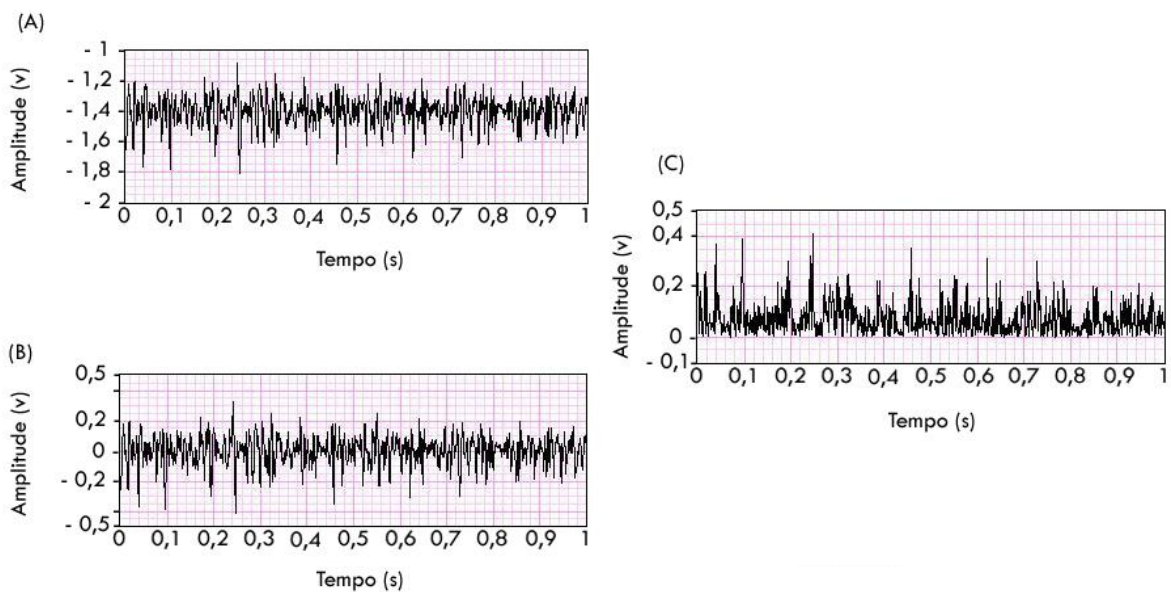 (A)
Amplitude (v)
- 1
- 1,2
- 1,4
- 1,6
- 1,8
- 2
0 0,1 0,2 0,3 0,4 0,5 0,6 0,7 0,8 0,9 1
Tempo (s)
(B)
Amplitude (v)
0,5
0,2
0
- 0,2
- 0,5
0 0,1 0,2 0,3 0,4 0,5 0,6 0,7 0,8 0,9 1
Tempo (s)
(C)
Amplitude (v)
0,5
0,4
0,2
0
- 0,1
0 0,1 0,2 0,3 0,4 0,5 0,6 0,7 0,8 0,9 1
Tempo (s)